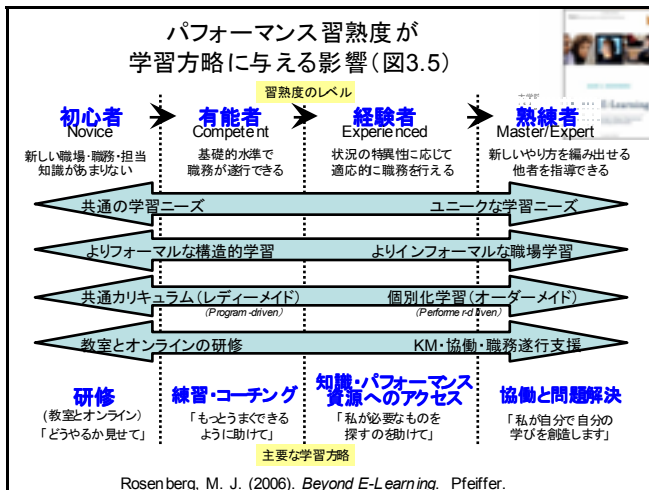 パフォーマンス習熟度が
学習方略に与える影響(図3.5)
習熟度のレベル
初心者 有能者 経験者 熟練者
Novice Competent Experienced Master/Expert
新しい職場・職務・担当 基礎的水準で 状況の特異性に応じて 新しいやり方を編み出せる
知識があまりない 職務が遂行できる 適応的に職務を行える 他者を指導できる
共通の学習ニーズ ユニークな学習ニーズ
よりフォーマルな構造的学習 よりインフォーマルな職場学習
共通カリキュラム(レディーメイド) 個別化学習(オーダーメイド)
(Program-driven) (Performer-driven)
教室とオンラインの研修 KM・協働・職務遂行支援
研修 練習・コーチング 知識・パフォーマンス 協働と問題解決
資源へのアクセス
(教室とオンライン) 「もっとうまくできる 「私が必要なものを 「私が自分で自分の
「どうやるか見せて」 ように助けて」 探すのを助けて」 学びを創造します」
主要な学習方略
Rosenberg, M. J. (2006). Beyond E-Learning. Pfeiffer.
E-Learning